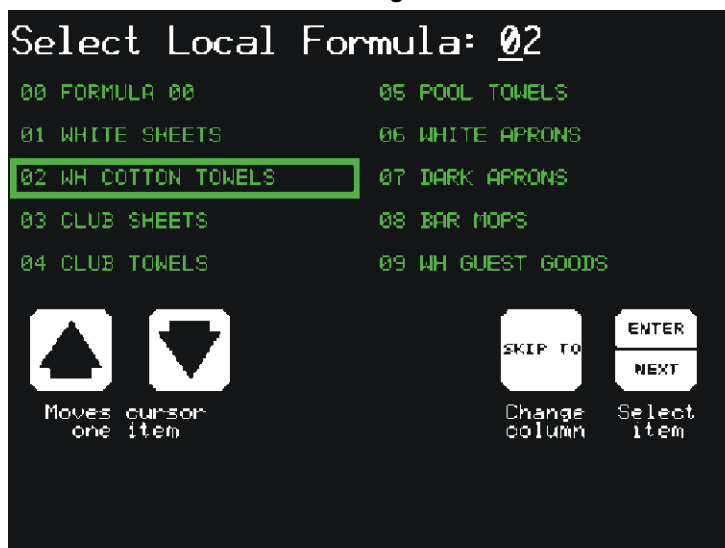 Select Local Formula: 02
00 FORMULA 00
01 WHITE SHEETS
02 WH COTTON TOWELS
03 CLUB SHEETS
04 CLUB TOWELS
05 POOL TOWELS
06 WHITE APRONS
07 DARK APRONS
08 BAR MOPS
09 WH GUEST GOODS
Moves cursor
one item
SKIP TO
Change
column
ENTER
NEXT
Select
item